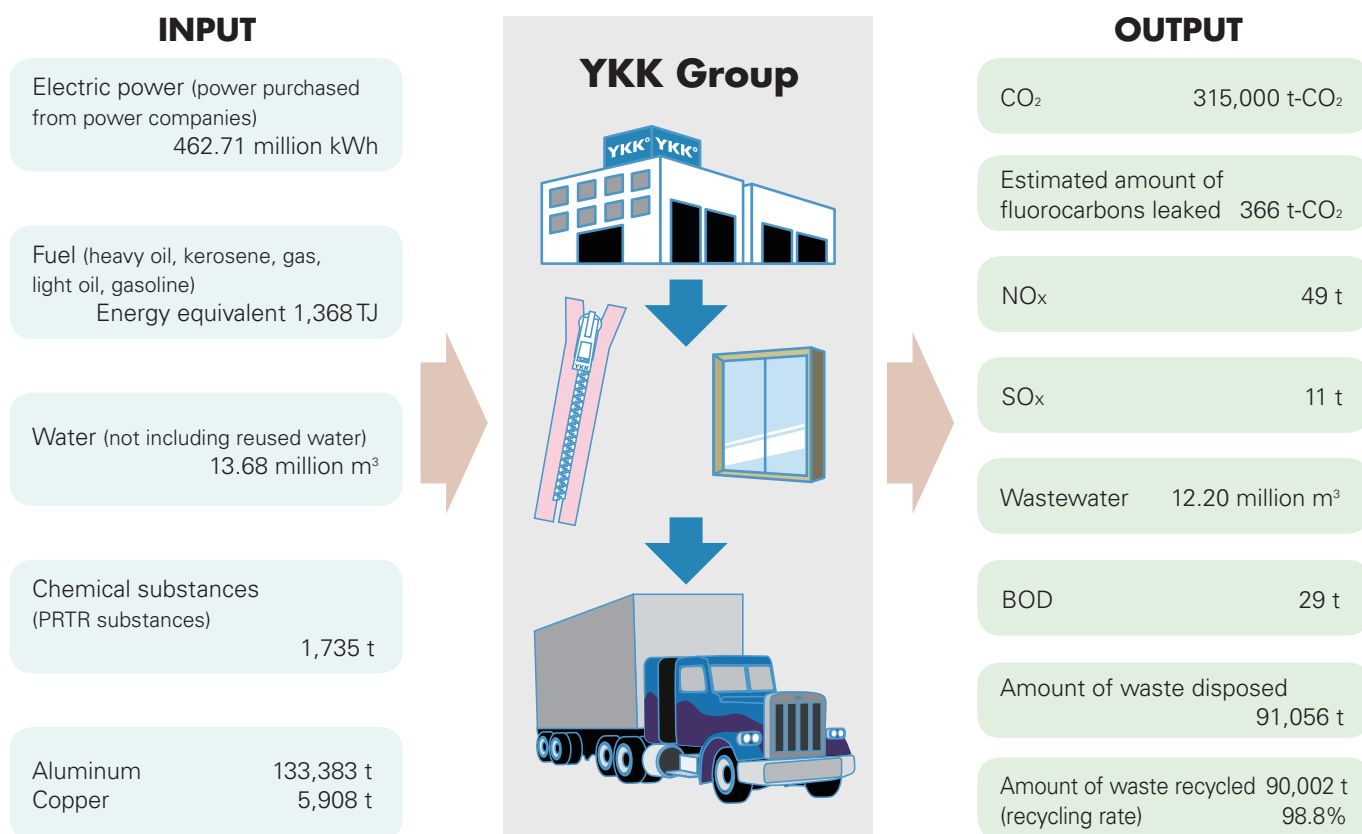 INPUT
Electric power (power purchased
from power companies)
462.71 million kWh
Fuel (heavy oil, kerosene, gas,
light oil, gasoline)
Energy equivalent 1,368 TJ
Water (not including reused water)
13.68 million m³
Chemical substances
(PRTR substances)
1,735 t
Aluminum 133,383 t
Copper 5,908 t
YKK Group
YKK° YKK°
YKK
OUTPUT
CO₂ 315,000 t-CO₂
Estimated amount of
fluorocarbons leaked 366 t-CO₂
NOx 49 t
SOx 11 t
Wastewater 12.20 million m³
BOD 29 t
Amount of waste disposed
91,056 t
Amount of waste recycled 90,002 t
(recycling rate) 98.8%